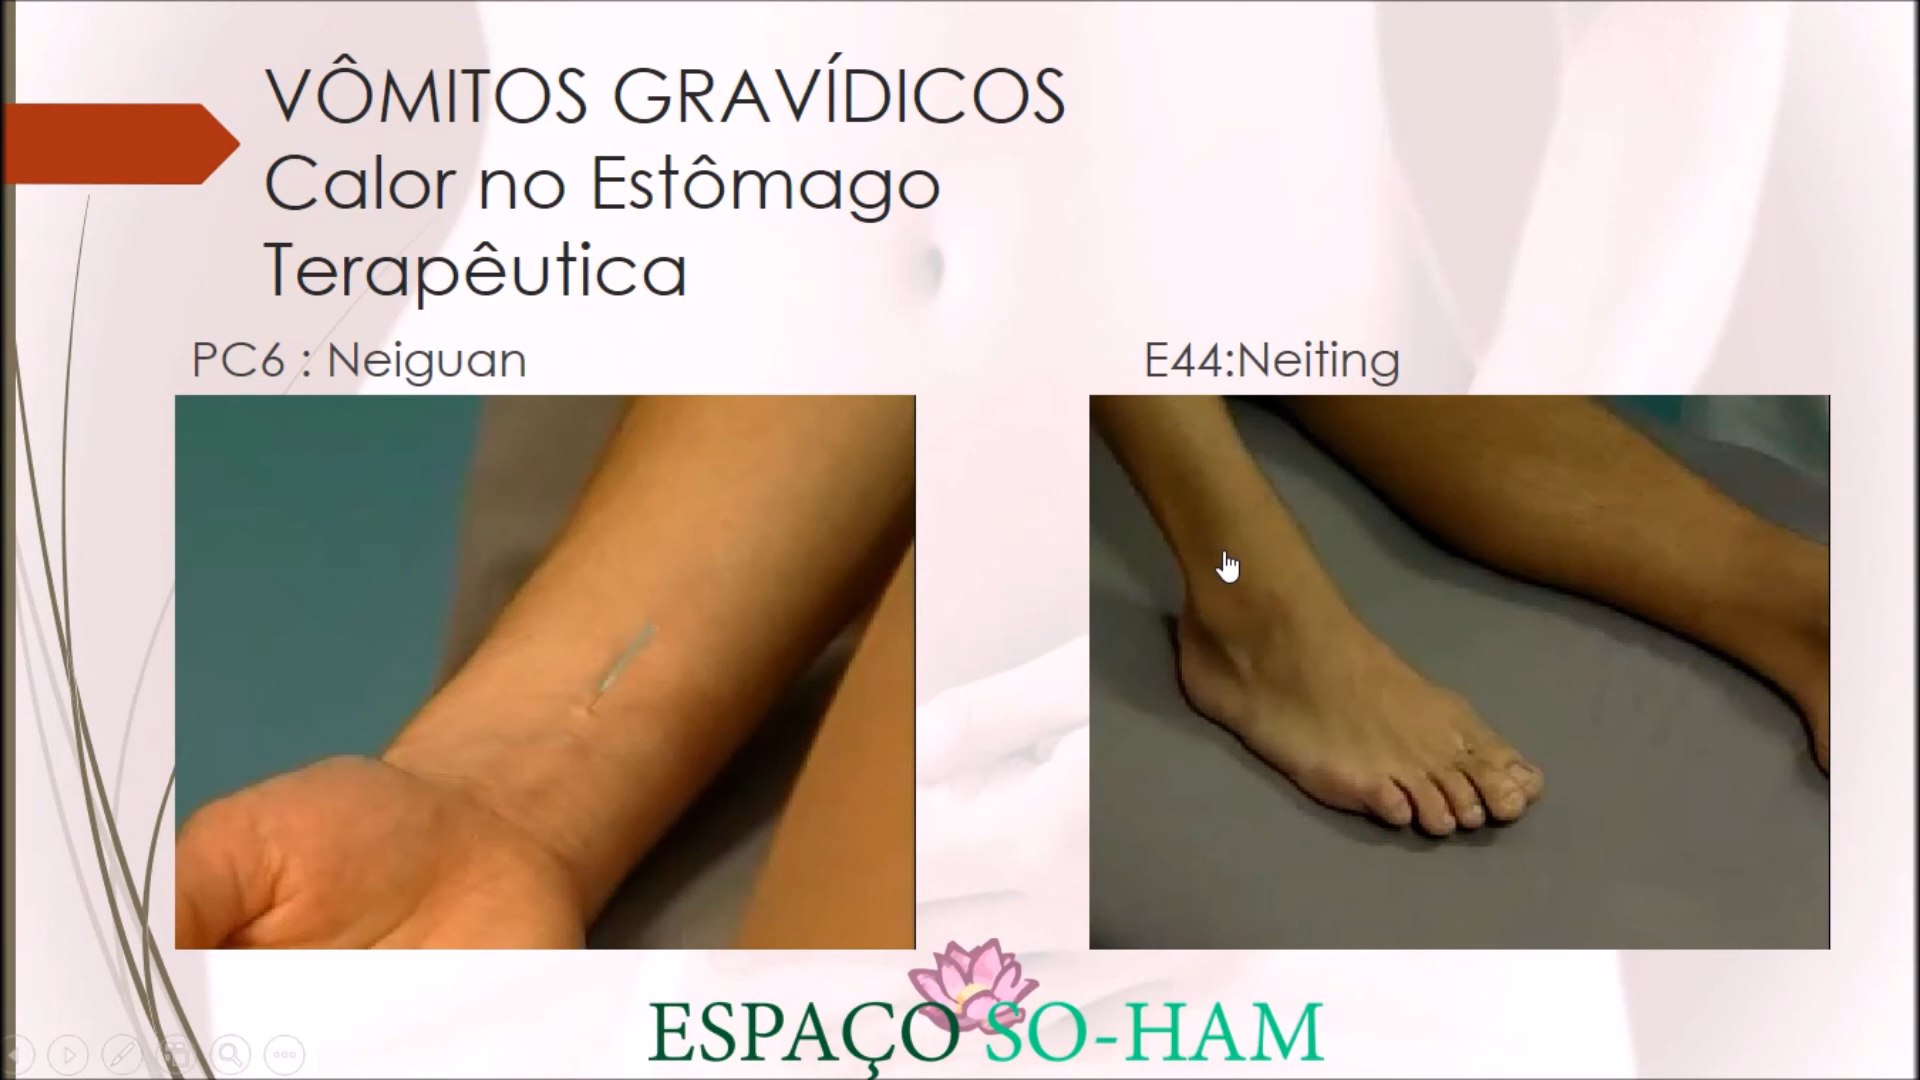 VÔMITOS GRAVÍDICOS
Calor no Estômago
Terapêutica
PC6 : Neiguan
E44:Neiting
ESPAÇO SO-HAM